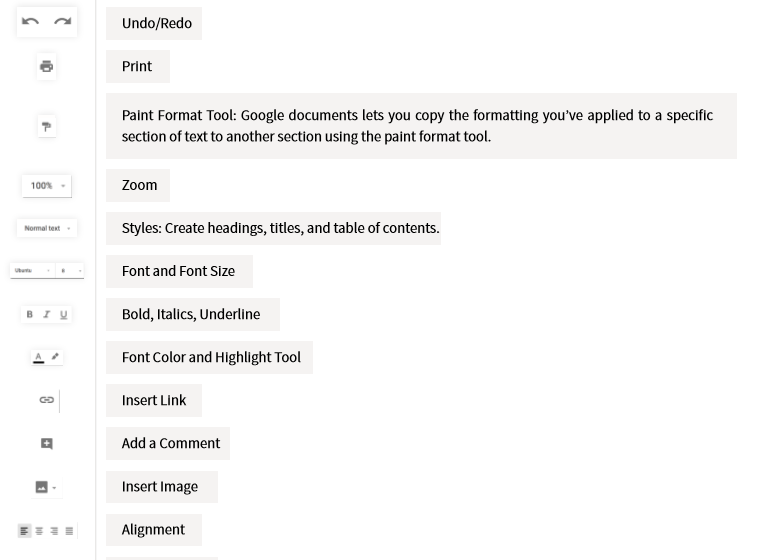 Undo/Redo
Print
Paint Format Tool: Google documents lets you copy the formatting you’ve applied to a specific
section of text to another section using the paint format tool.
100%
Zoom
Normal text
Styles: Create headings, titles, and table of contents.
Ubuntu
Font and Font Size
B I U
Bold, Italics, Underline
A
Font Color and Highlight Tool
Insert Link
Add a Comment
Insert Image
Alignment